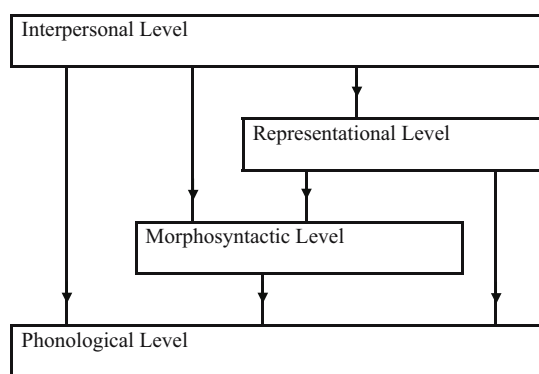 Interpersonal Level
Representational Level
Morphosyntactic Level
Phonological Level